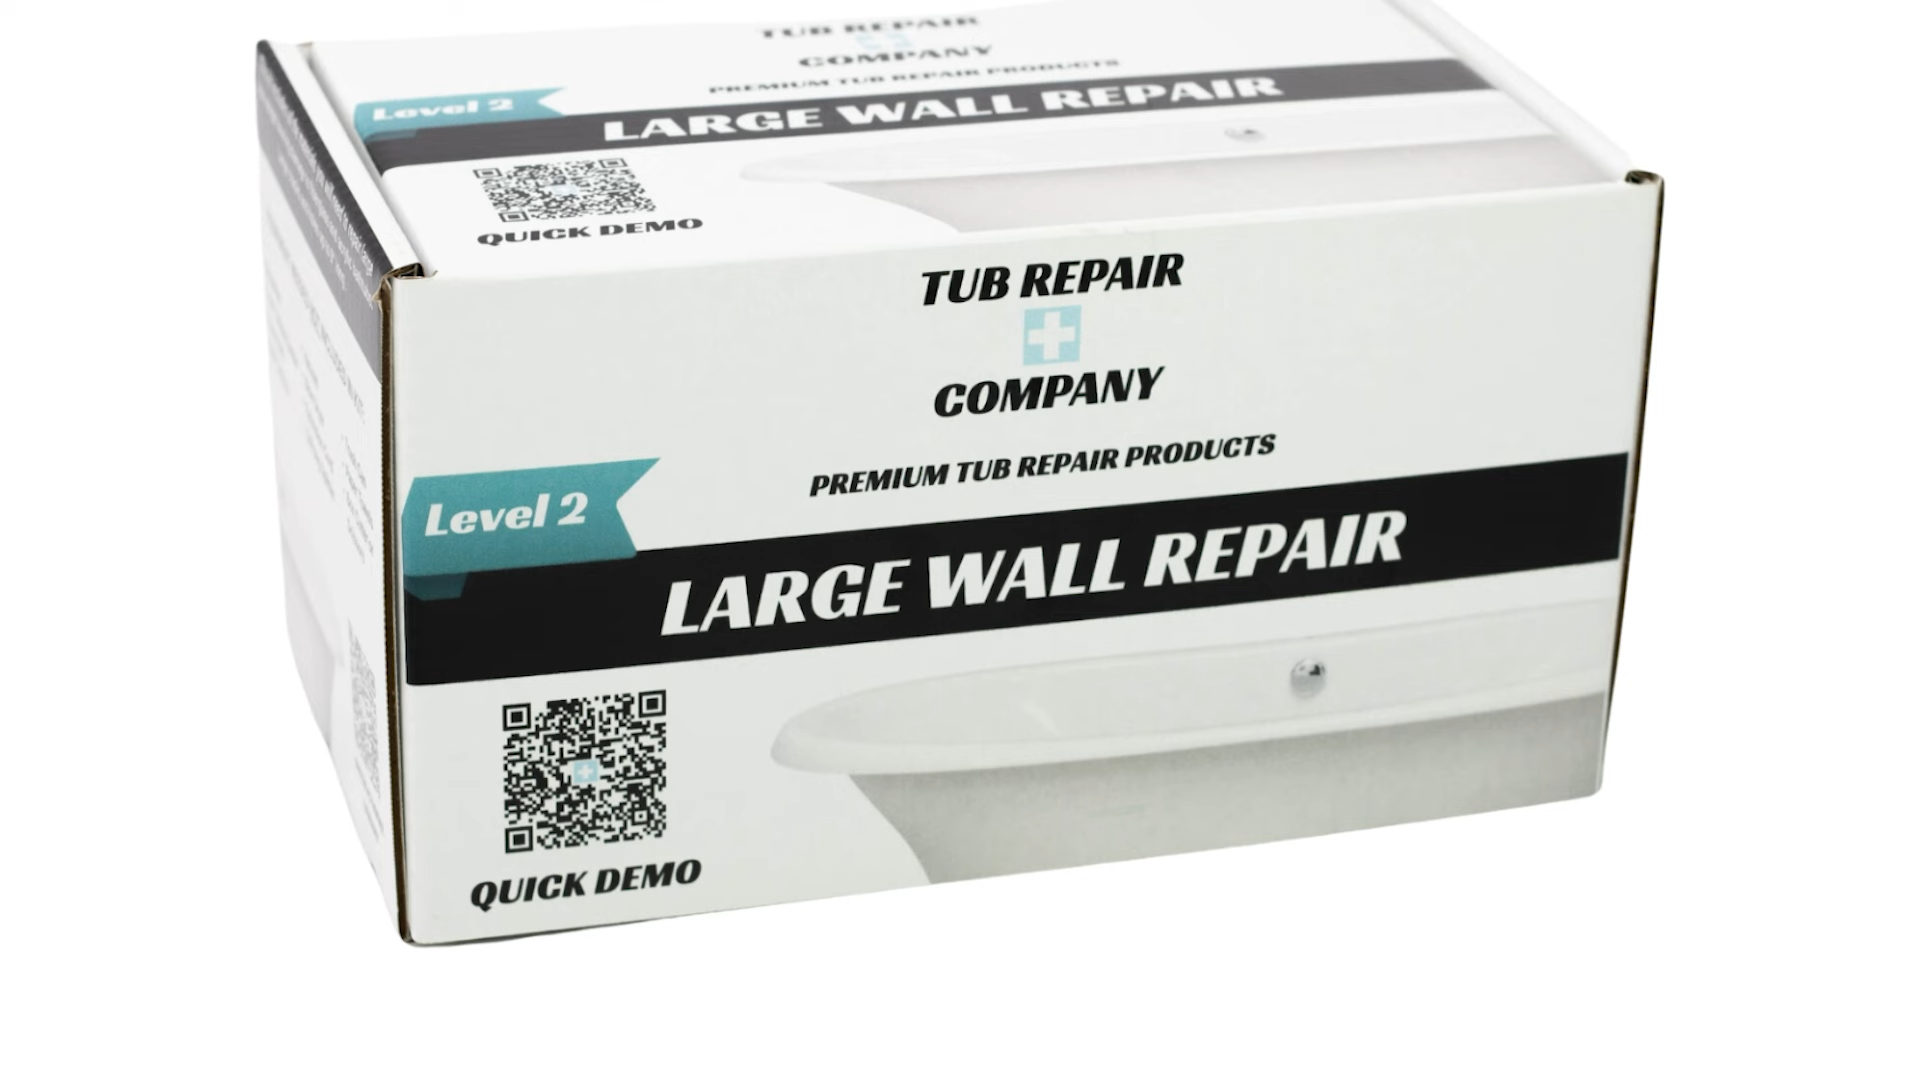 TUB REPAIR
COMPANY
PREMIUM TUB REPAIR PRODUCTS
Level 2
LARGE WALL REPAIR
QUICK DEMO
TUB REPAIR
COMPANY
PREMIUM TUB REPAIR PRODUCTS
Level 2
LARGE WALL REPAIR
QUICK DEMO